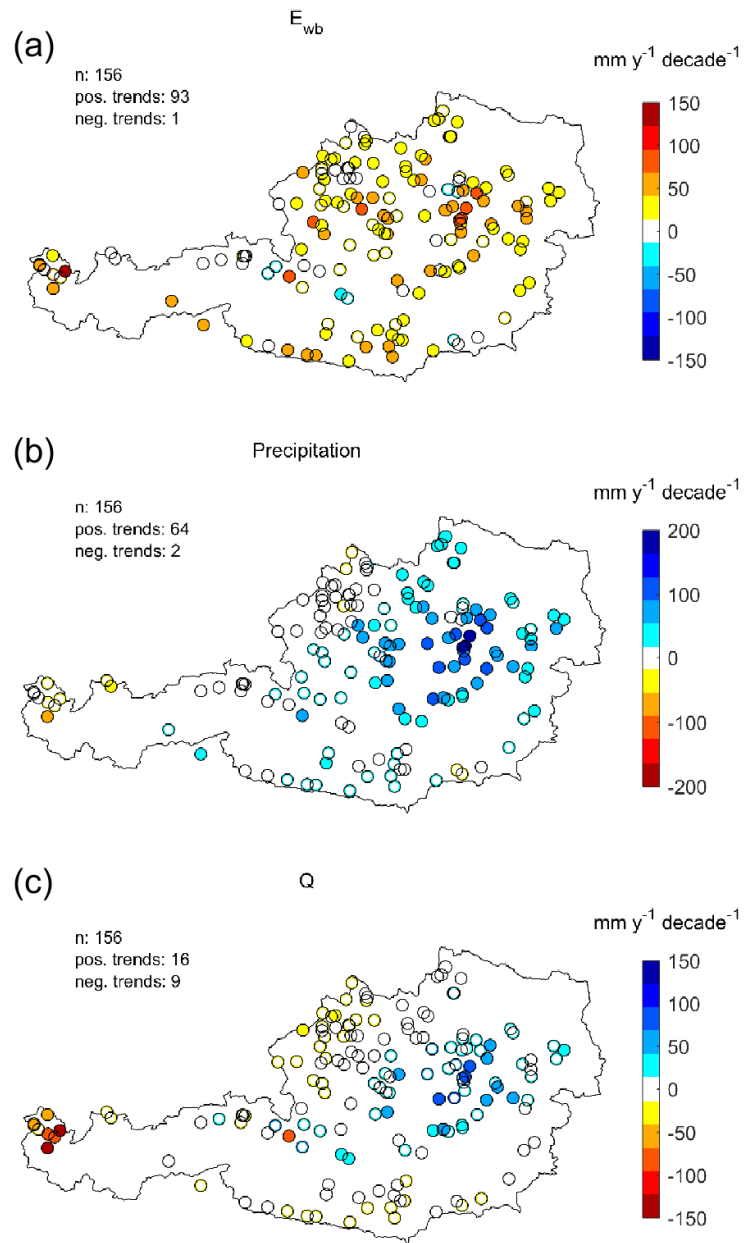 (a)
E_wb
n: 156
pos. trends: 93
neg. trends: 1
mm y⁻¹ decade⁻¹
150
100
50
0
-50
-100
-150
(b)
Precipitation
n: 156
pos. trends: 64
neg. trends: 2
mm y⁻¹ decade⁻¹
200
100
0
-100
-200
(c)
Q
n: 156
pos. trends: 16
neg. trends: 9
mm y⁻¹ decade⁻¹
150
100
50
0
-50
-100
-150